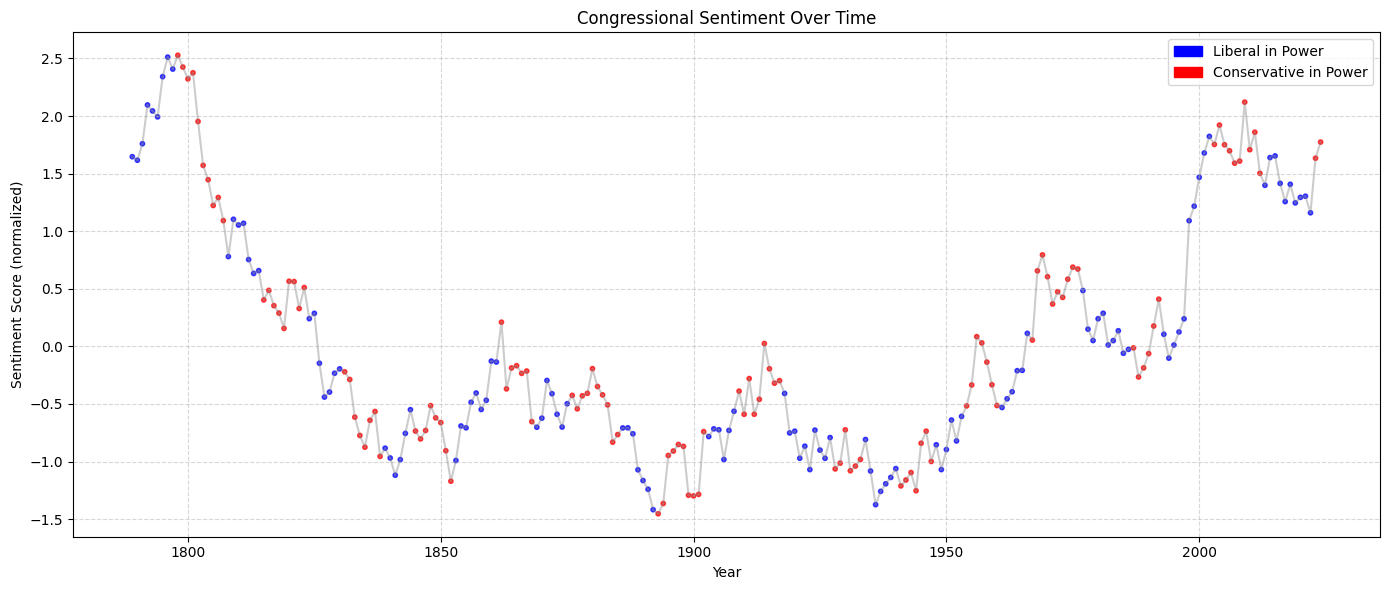 Congressional Sentiment Over Time
Liberal in Power
Conservative in Power
Sentiment Score (normalized)
2.5
2.0
1.5
1.0
0.5
0.0
−0.5
−1.0
−1.5
1800
1850
1900
1950
2000
Year